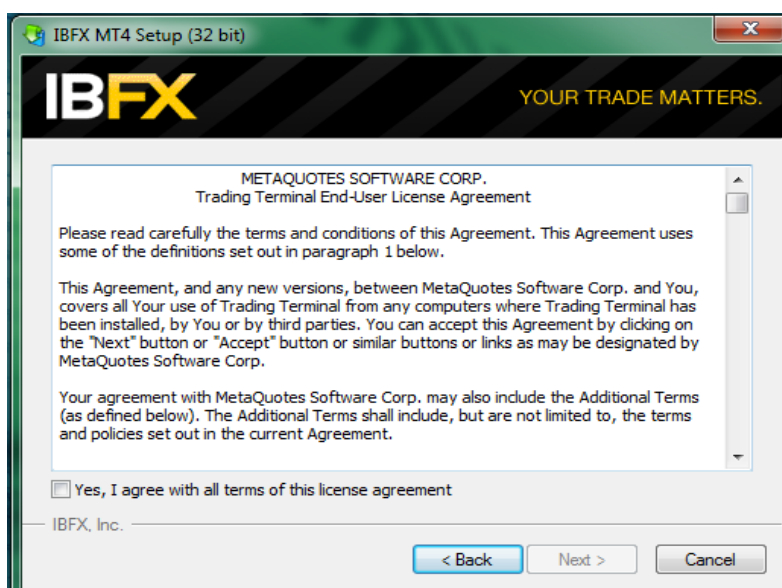 IBFX MT4 Setup (32 bit)
IBFX
YOUR TRADE MATTERS.
METAQUOTES SOFTWARE CORP.
Trading Terminal End-User License Agreement
Please read carefully the terms and conditions of this Agreement. This Agreement uses
some of the definitions set out in paragraph 1 below.
This Agreement, and any new versions, between MetaQuotes Software Corp. and You,
covers all Your use of Trading Terminal from any computers where Trading Terminal has
been installed, by You or by third parties. You can accept this Agreement by clicking on
the "Next" button or "Accept" button or similar buttons or links as may be designated by
MetaQuotes Software Corp.
Your agreement with MetaQuotes Software Corp. may also include the Additional Terms
(as defined below). The Additional Terms shall include, but are not limited to, the terms
and policies set out in the current Agreement.
Yes, I agree with all terms of this license agreement
IBFX, Inc.
< Back Next > Cancel